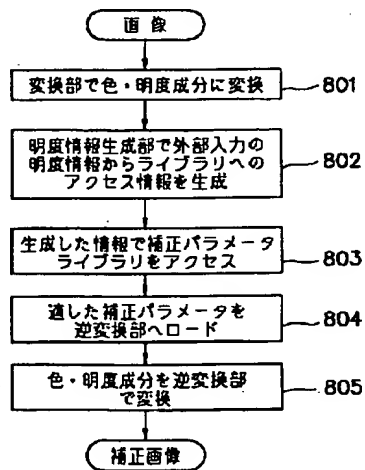 画像
変換部で色・明度成分に変換
801
明度情報生成部で外部入力の
明度情報からライブラリへの
アクセス情報を生成
802
生成した情報で補正パラメータ
ライブラリをアクセス
803
適した補正パラメータを
逆変換部へロード
804
色・明度成分を逆変換部
で変換
805
補正画像